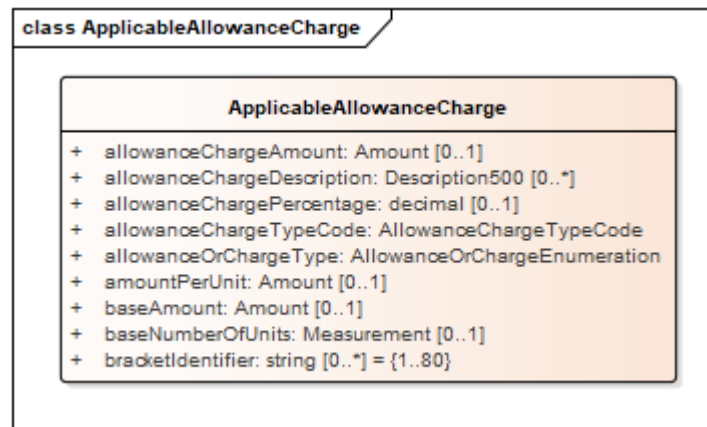 class ApplicableAllowanceCharge
ApplicableAllowanceCharge
+ allowanceChargeAmount: Amount [0..1]
+ allowanceChargeDescription: Description500 [0..*]
+ allowanceChargePercentage: decimal [0..1]
+ allowanceChargeTypeCode: AllowanceChargeTypeCode
+ allowanceOrChargeType: AllowanceOrChargeEnumeration
+ amountPerUnit: Amount [0..1]
+ baseAmount: Amount [0..1]
+ baseNumberOfUnits: Measurement [0..1]
+ bracketIdentifier: string [0..*] = {1..80}